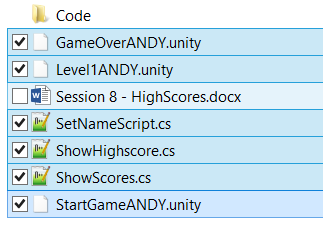 Code
GameOverANDY.unity
Level1ANDY.unity
Session 8 - HighScores.docx
SetNameScript.cs
ShowHighscore.cs
ShowScores.cs
StartGameANDY.unity